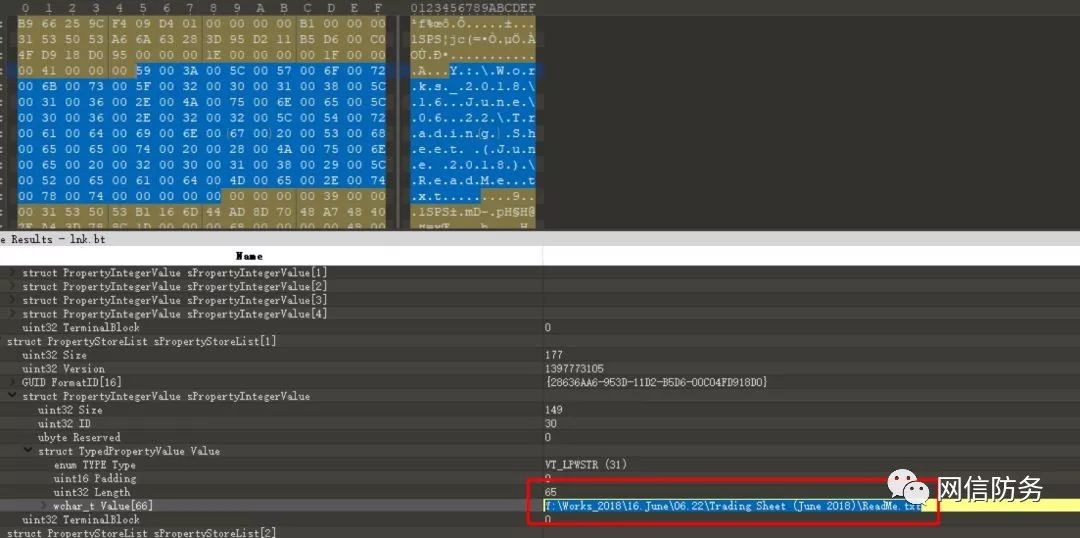 0 1 2 3 4 5 6 7 8 9 A B C D E F 0123456789ABCDEF
B9 66 25 9C F4 09 D4 01 00 00 00 00 B1 00 00 00 ¹f%œô.Ô.....±...
31 53 50 53 A6 6A 63 28 3D 95 D2 11 B5 D6 00 C0 1SPS¦jc(=•Ò.µÖ.À
4F D9 18 D0 95 00 00 00 00 1E 00 00 00 00 1F 00 00 OÙ.Ð•...........
00 41 00 00 00 59 00 3A 00 5C 00 57 00 6F 00 72 .A...Y.:.\.W.o.r
00 6B 00 73 00 5F 00 32 00 30 00 31 00 38 00 5C .k.s._.2.0.1.8.\
00 31 00 36 00 2E 00 4A 00 75 00 6E 00 65 00 5C .1.6...J.u.n.e.\
00 30 00 36 00 2E 00 32 00 32 00 5C 00 54 00 72 .0.6...2.2.\.T.r
00 61 00 64 00 69 00 6E 00 67 00 20 00 53 00 68 .a.d.i.n.g. .S.h
00 65 00 65 00 74 00 20 00 28 00 4A 00 75 00 6E .e.e.t. .(.J.u.n
00 65 00 20 00 32 00 30 00 31 00 38 00 29 00 5C .e. .2.0.1.8.).\
00 52 00 65 00 61 00 64 00 4D 00 65 00 2E 00 74 .R.e.a.d.M.e...t
00 78 00 74 00 00 00 00 00 00 00 00 00 39 00 00 .x.t.........9..
00 31 53 50 53 B1 16 6D 44 AD 8D 70 48 A7 48 40 .1SPS±.mD-.pH§H@
e Results - lnk.bt
Name
struct PropertyIntegerValue sPropertyIntegerValue[1]
struct PropertyIntegerValue sPropertyIntegerValue[2]
struct PropertyIntegerValue sPropertyIntegerValue[3]
struct PropertyIntegerValue sPropertyIntegerValue[4]
uint32 TerminalBlock 0
struct PropertyStoreList sPropertyStoreList[1]
uint32 Size 177
uint32 Version 1397773105
GUID FormatID[16] {28636AA6-953D-11D2-B5D6-00C04FD918D0}
struct PropertyIntegerValue sPropertyIntegerValue
uint32 Size 149
uint32 ID 30
ubyte Reserved 0
struct TypedPropertyValue Value
enum TYPE Type VT_LPWSTR (31)
uint16 Padding 0
uint32 Length 65
wchar_t Value[66] Y:\Works_2018\16.June\06.22\Trading Sheet (June 2018)\ReadMe.txt
uint32 TerminalBlock 0
struct PropertyStoreList sPropertyStoreList[2]
网信防务